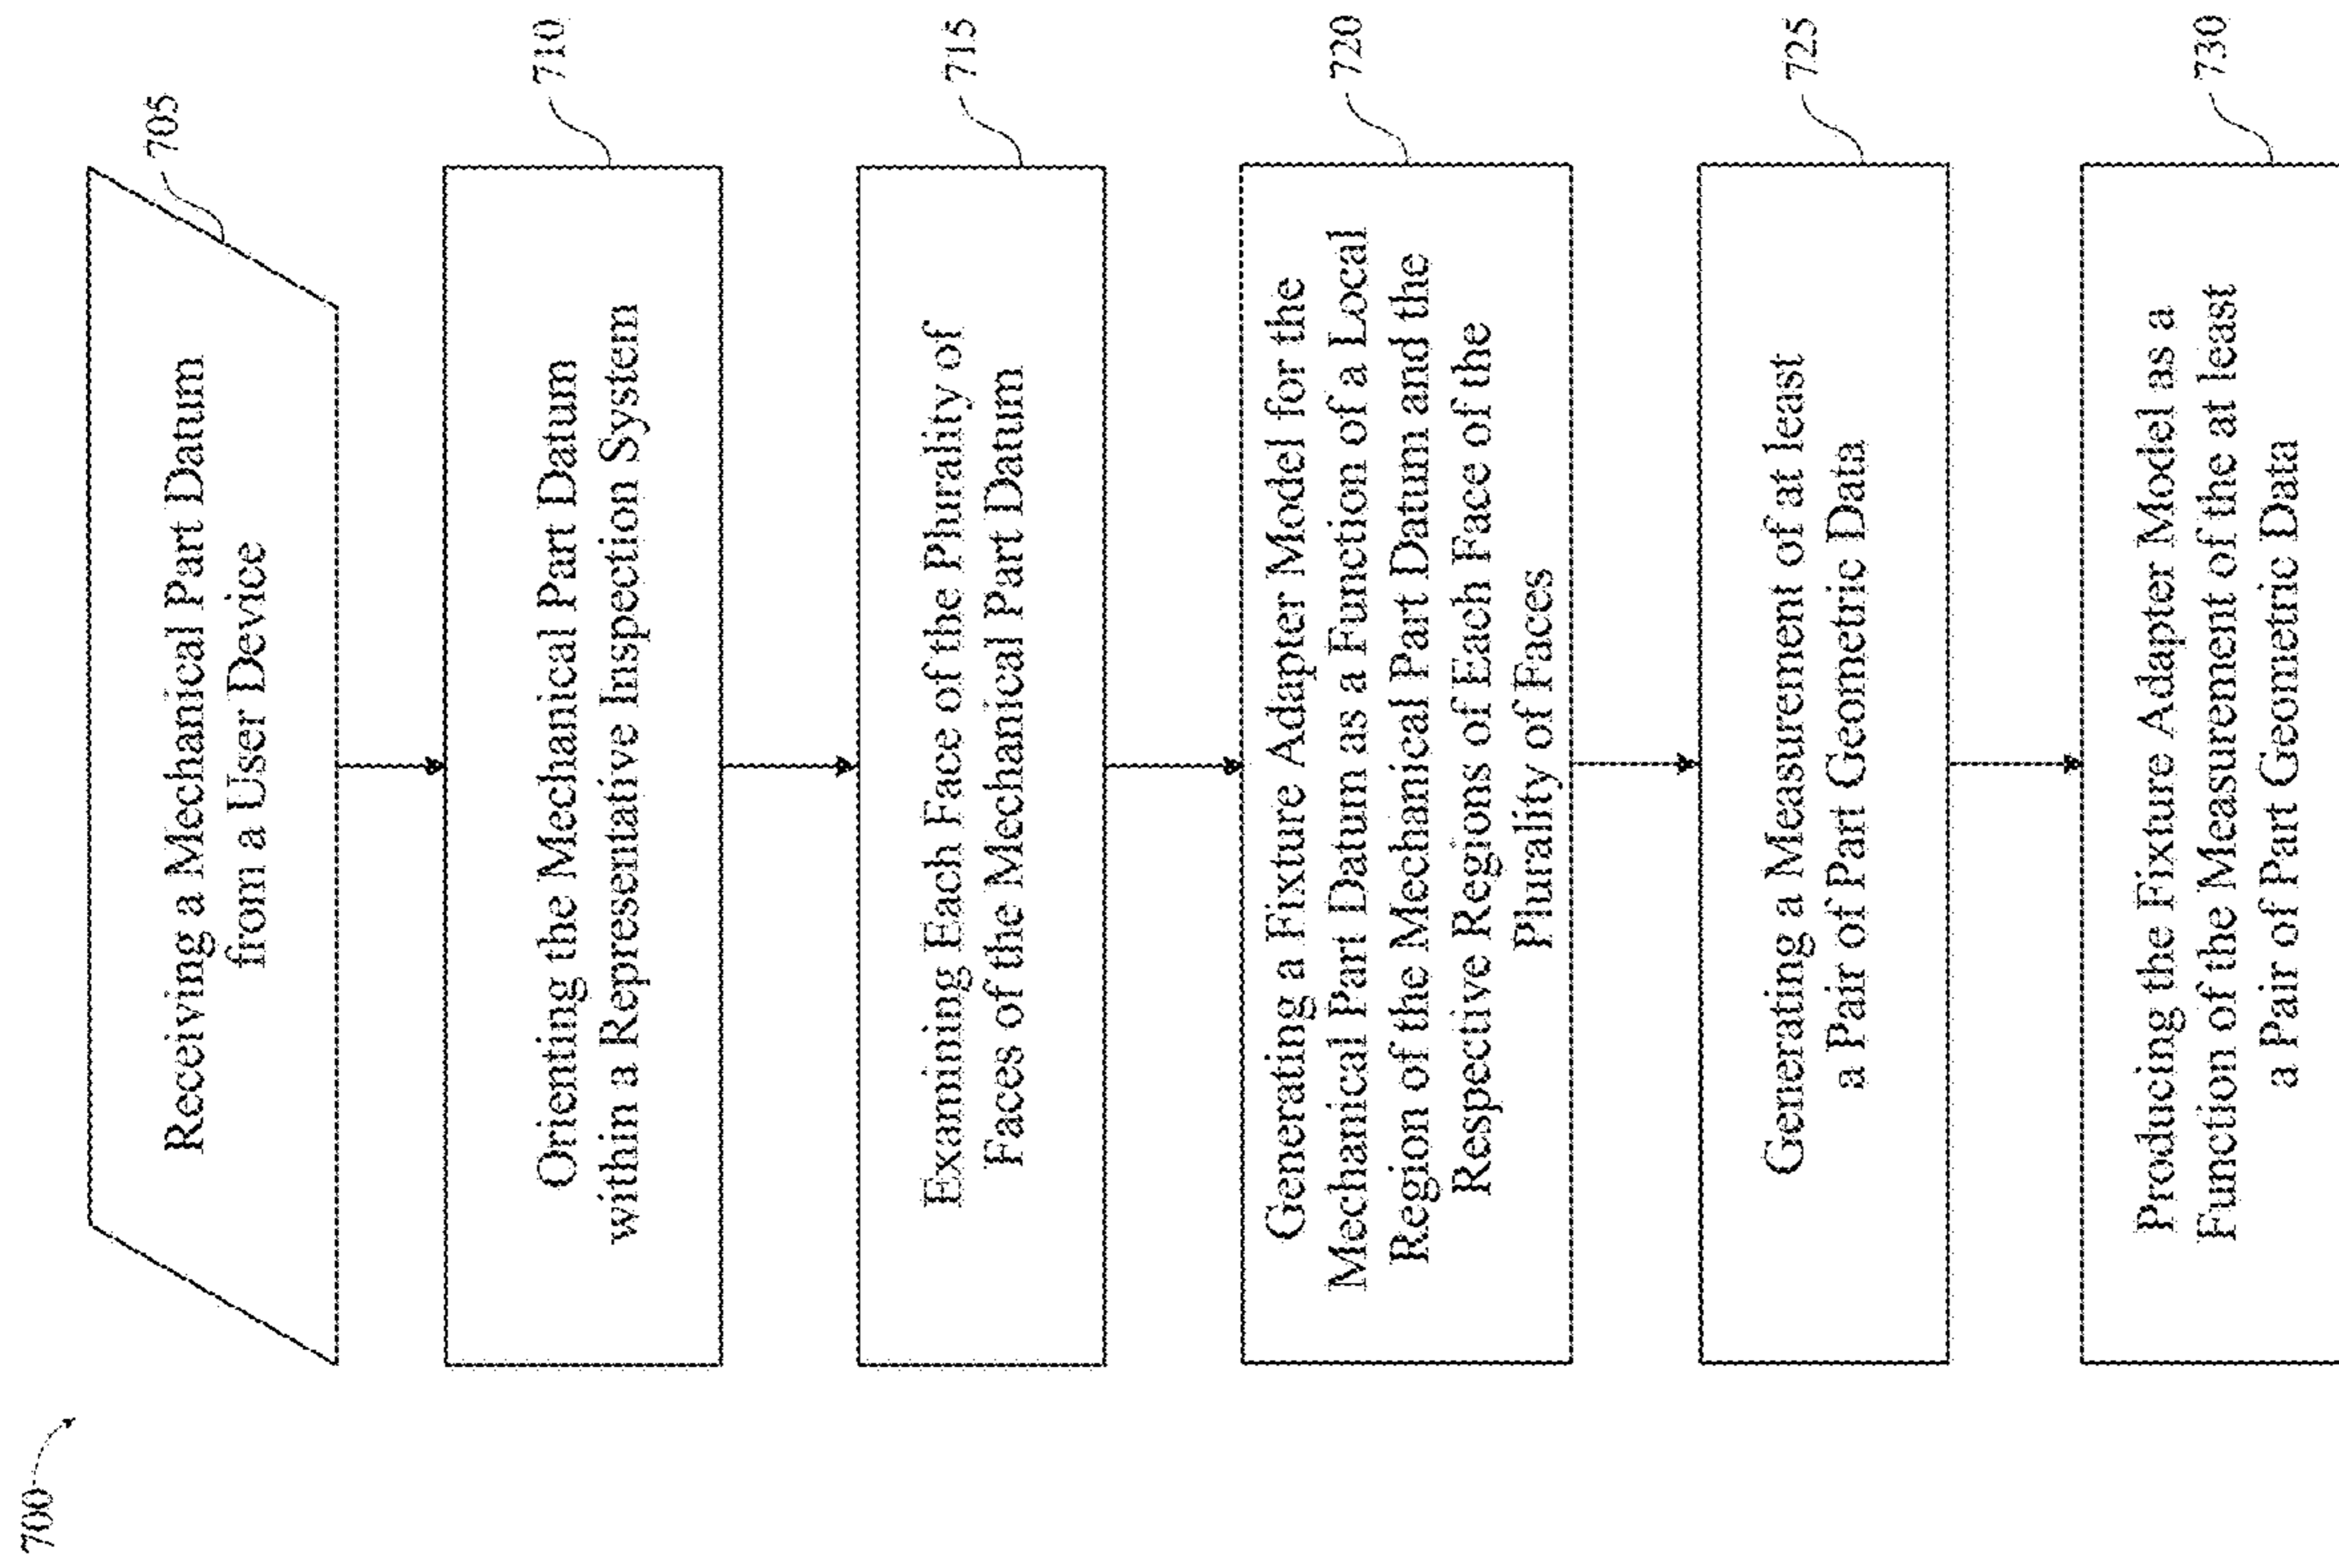 700
705
Receiving a Mechanical Part Datum
from a User Device
710
Orienting the Mechanical Part Datum
within a Representative Inspection System
715
Examining Each Face of the Plurality of
Faces of the Mechanical Part Datum
720
Generating a Fixture Adapter Model for the
Mechanical Part Datum as a Function of a Local
Region of the Mechanical Part Datum and the
Respective Regions of Each Face of the
Plurality of Faces
725
Generating a Measurement of at least
a Pair of Part Geometric Data
730
Producing the Fixture Adapter Model as a
Function of the Measurement of the at least
a Pair of Part Geometric Data